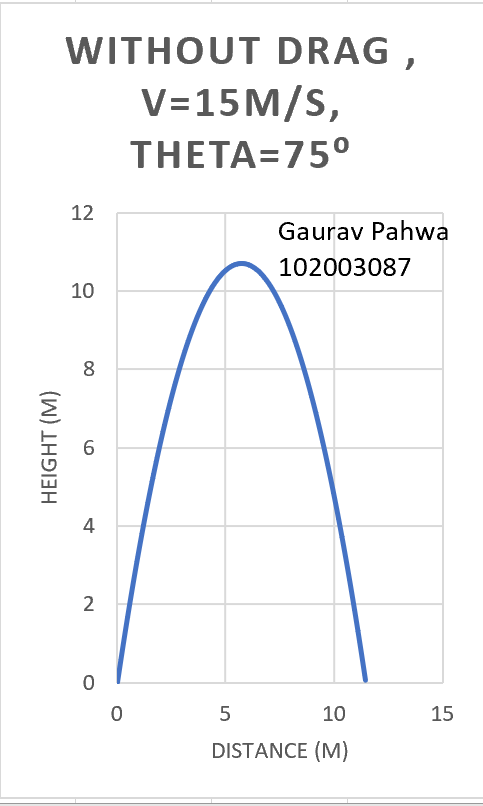 WITHOUT DRAG ,
V=15M/S,
THETA=75⁰
12
Gaurav Pahwa
102003087
10
8
6
4
2
0
HEIGHT (M)
0 5 10 15
DISTANCE (M)